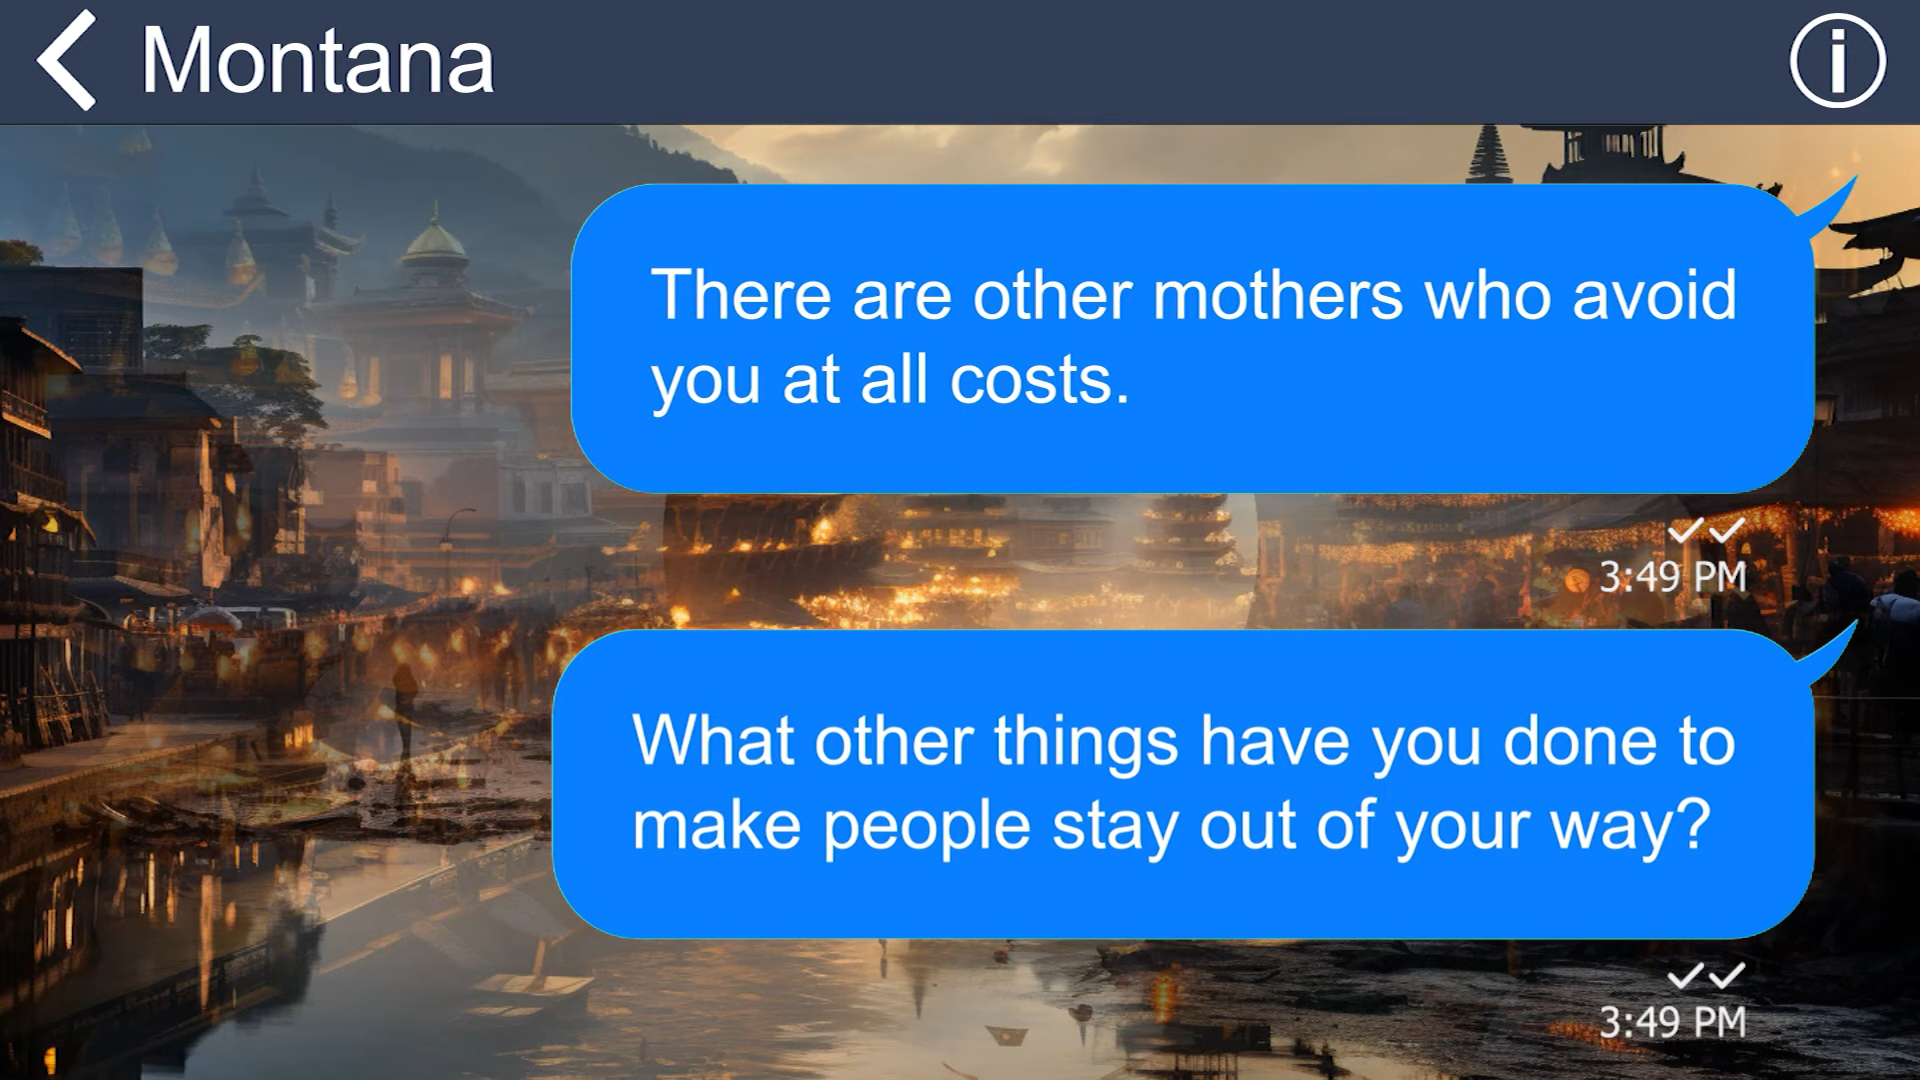 Montana
There are other mothers who avoid
you at all costs.
3:49 PM
What other things have you done to
make people stay out of your way?
3:49 PM